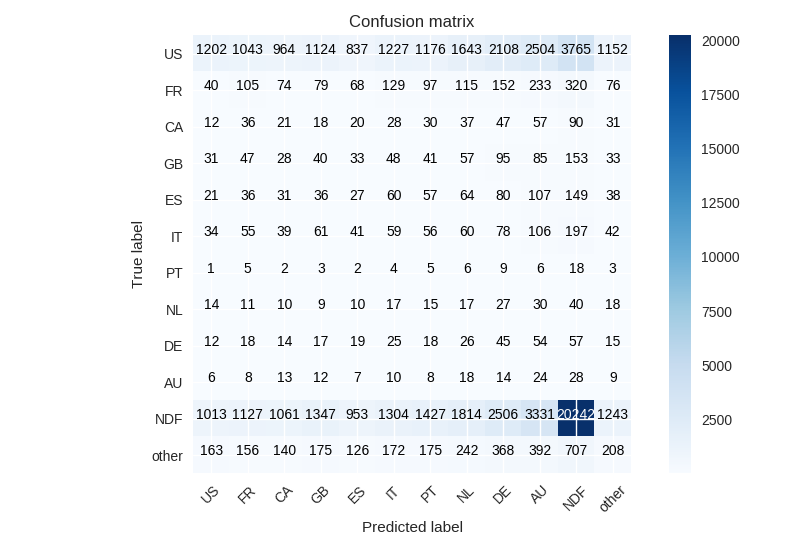 Confusion matrix
US 1202 1043 964 1124 837 1227 1176 1643 2108 2504 3765 1152
FR 40 105 74 79 68 129 97 115 152 233 320 76
CA 12 36 21 18 20 28 30 37 47 57 90 31
GB 31 47 28 40 33 48 41 57 95 85 153 33
ES 21 36 31 36 27 60 57 64 80 107 149 38
IT 34 55 39 61 41 59 56 60 78 106 197 42
PT 1 5 2 3 2 4 5 6 9 6 18 3
NL 14 11 10 9 10 17 15 17 27 30 40 18
DE 12 18 14 17 19 25 18 26 45 54 57 15
AU 6 8 13 12 7 10 8 18 14 24 28 9
NDF 1013 1127 1061 1347 953 1304 1427 1814 2506 3331 20242 1243
other 163 156 140 175 126 172 175 242 368 392 707 208
US FR CA GB ES IT PT NL DE AU NDF other
True label
Predicted label
20000
17500
15000
12500
10000
7500
5000
2500